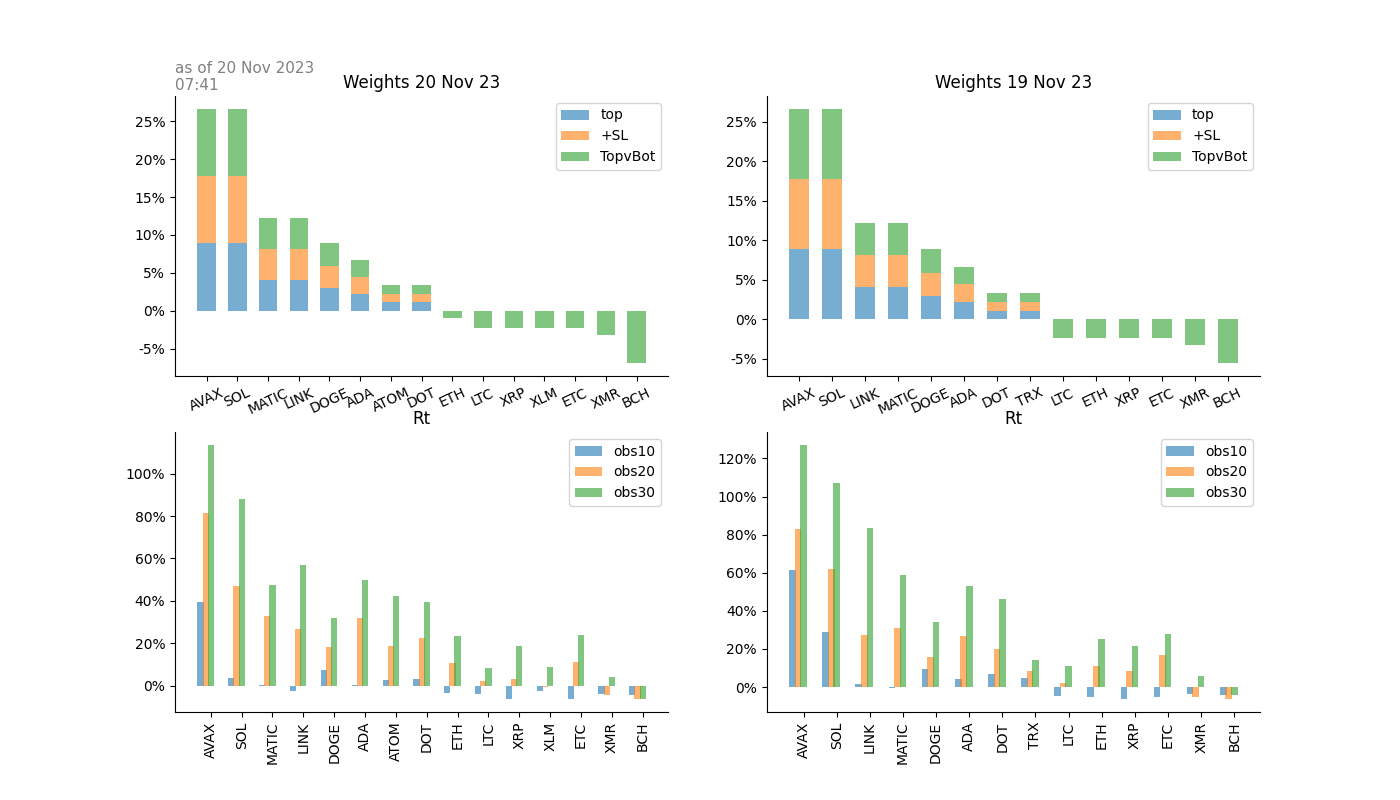 as of 20 Nov 2023
07:41
Weights 20 Nov 23
25%
20%
15%
10%
5%
0%
-5%
top
+SL
TopvBot
AVAX SOL MATIC LINK DOGE ADA ATOM DOT ETH LTC XRP XLM ETC XMR BCH
Weights 19 Nov 23
25%
20%
15%
10%
5%
0%
-5%
top
+SL
TopvBot
AVAX SOL LINK MATIC DOGE ADA DOT TRX LTC ETH XRP ETC XMR BCH
Rt
100%
80%
60%
40%
20%
0%
obs10
obs20
obs30
AVAX SOL MATIC LINK DOGE ADA ATOM DOT ETH LTC XRP XLM ETC XMR BCH
Rt
120%
100%
80%
60%
40%
20%
0%
obs10
obs20
obs30
AVAX SOL LINK MATIC DOGE ADA DOT TRX LTC ETH XRP ETC XMR BCH